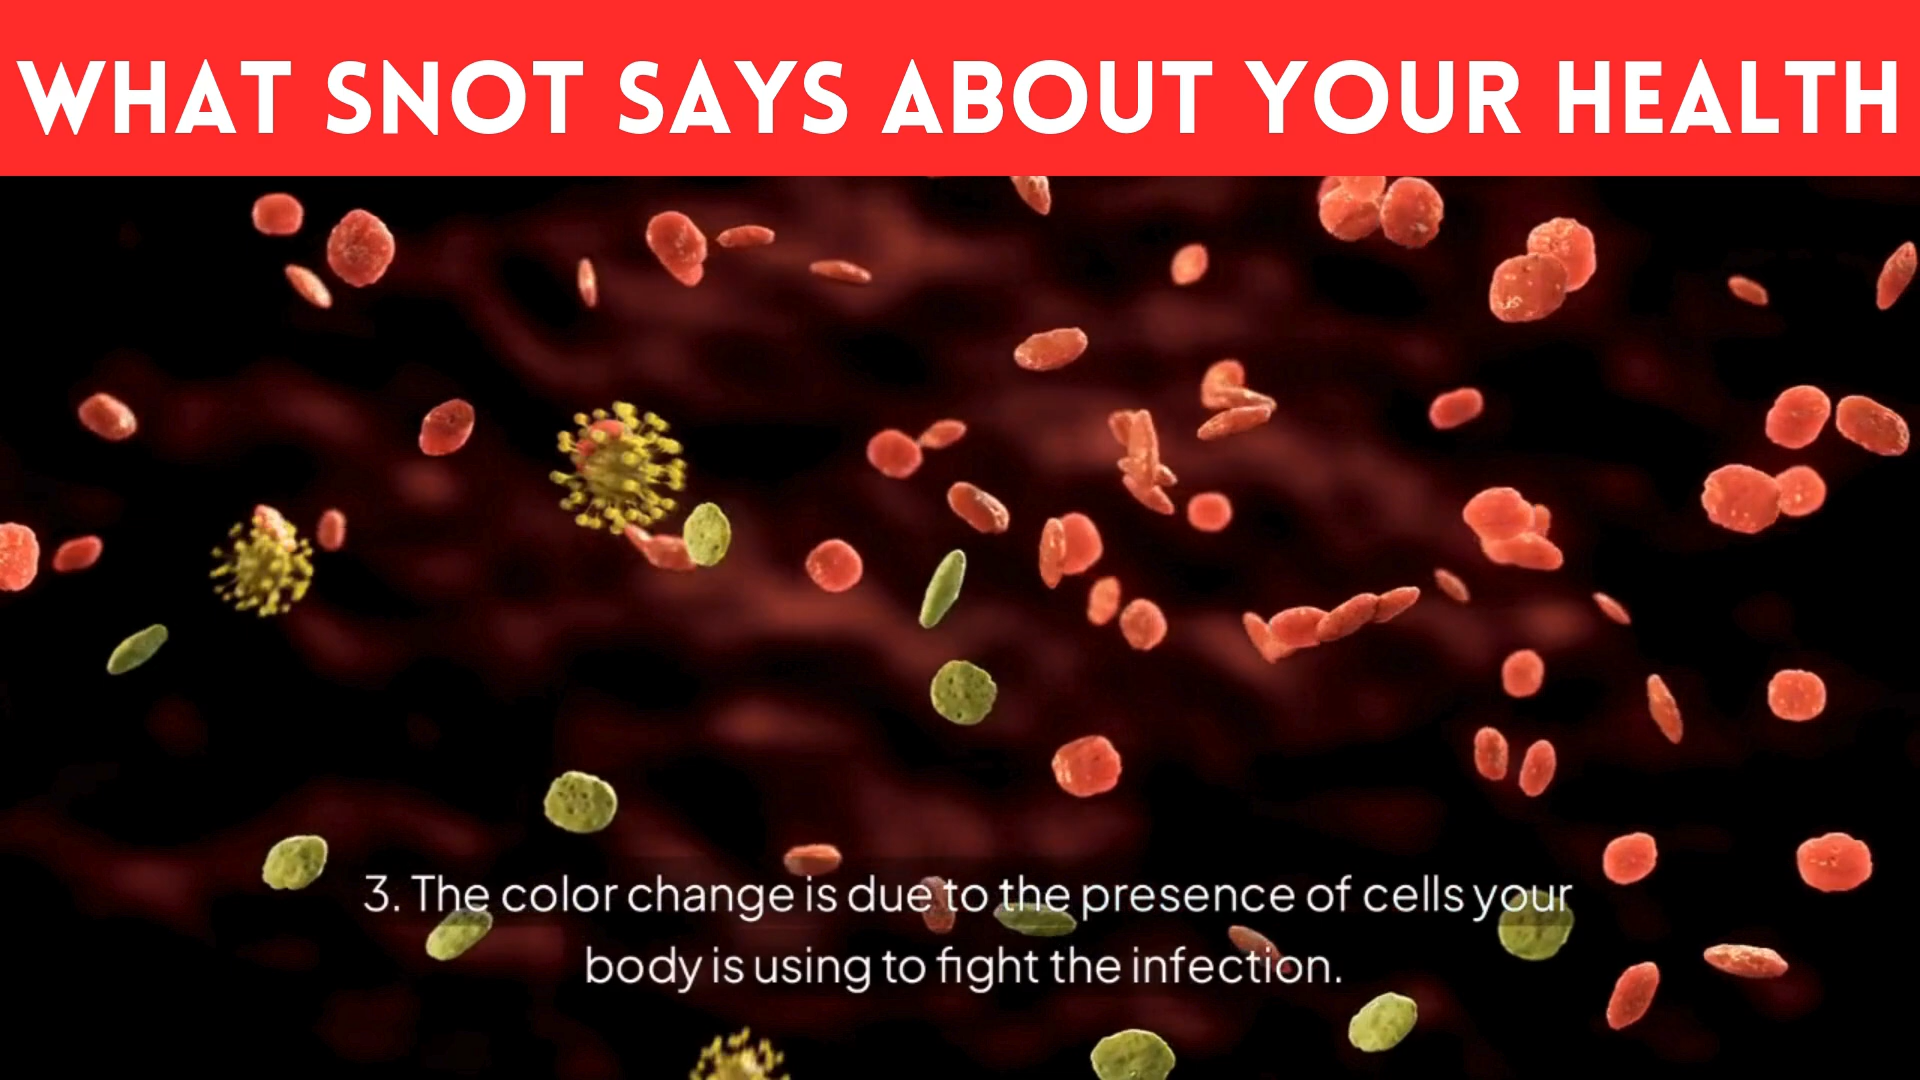 WHAT SNOT SAYS ABOUT YOUR HEALTH
3. The color change is due to the presence of cells your
body is using to fight the infection.